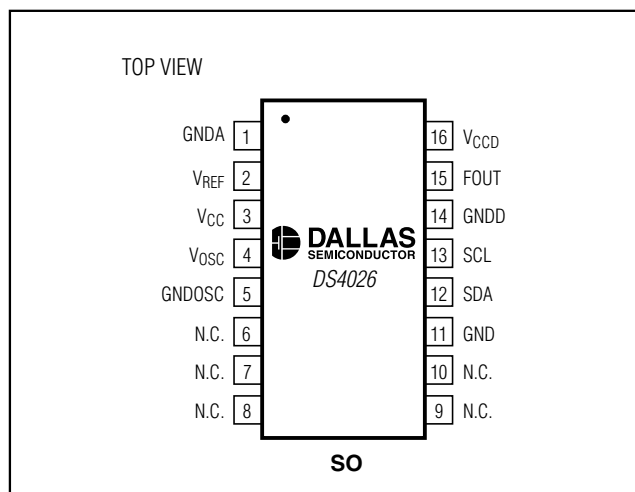 TOP VIEW
GNDA 1
VREF 2
VCC 3
VOSC 4
GNDOSC 5
N.C. 6
N.C. 7
N.C. 8
DALLAS
SEMICONDUCTOR
DS4026
16 VCCD
15 FOUT
14 GNDD
13 SCL
12 SDA
11 GND
10 N.C.
9 N.C.
SO